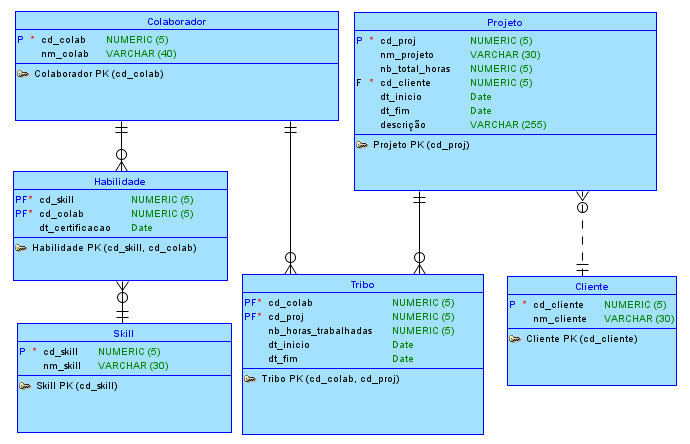 Colaborador
P * cd_colab NUMERIC (5)
nm_colab VARCHAR (40)
Colaborador PK (cd_colab)
Projeto
P * cd_proj NUMERIC (5)
nm_projeto VARCHAR (30)
nb_total_horas NUMERIC (5)
F * cd_cliente NUMERIC (5)
dt_inicio Date
dt_fim Date
descrição VARCHAR (255)
Projeto PK (cd_proj)
Habilidade
PF* cd_skill NUMERIC (5)
PF* cd_colab NUMERIC (5)
dt_certificacao Date
Habilidade PK (cd_skill, cd_colab)
Tribo
PF* cd_colab NUMERIC (5)
PF* cd_proj NUMERIC (5)
nb_horas_trabalhadas NUMERIC (5)
dt_inicio Date
dt_fim Date
Tribo PK (cd_colab, cd_proj)
Cliente
P * cd_cliente NUMERIC (5)
nm_cliente VARCHAR (30)
Cliente PK (cd_cliente)
Skill
P * cd_skill NUMERIC (5)
nm_skill VARCHAR (30)
Skill PK (cd_skill)